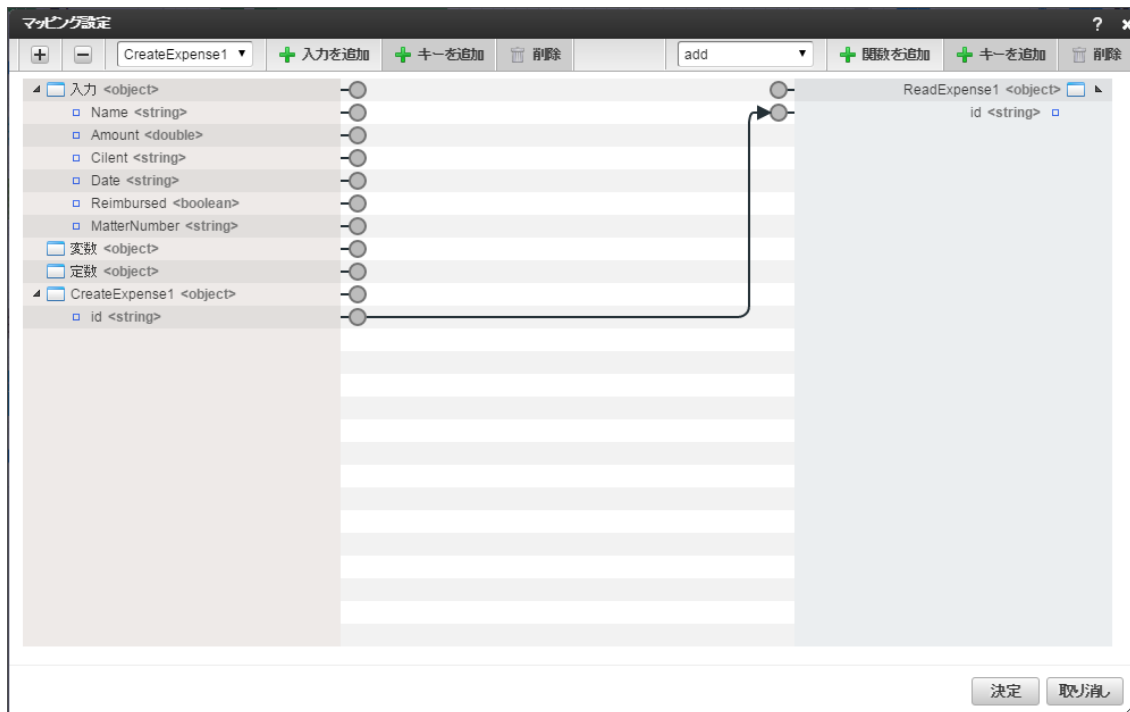 マッピング設定 ?
CreateExpense1 入力を追加 キーを追加 削除 add 関数を追加 キーを追加 削除
入力 <object> ReadExpense1 <object>
Name <string> id <string>
Amount <double>
Cilent <string>
Date <string>
Reimbursed <boolean>
MatterNumber <string>
変数 <object>
定数 <object>
CreateExpense1 <object>
id <string>
決定 取り消し